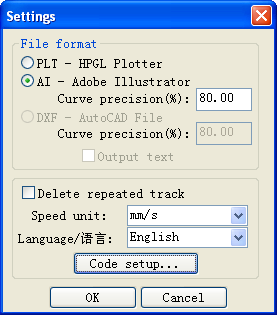 Settings
File format
PLT - HPGL Plotter
AI - Adobe Illustrator
Curve precision(%): 80.00
DXF - AutoCAD File
Curve precision(%): 80.00
Output text
Delete repeated track
Speed unit: mm/s
Language/语言: English
Code setup...
OK Cancel